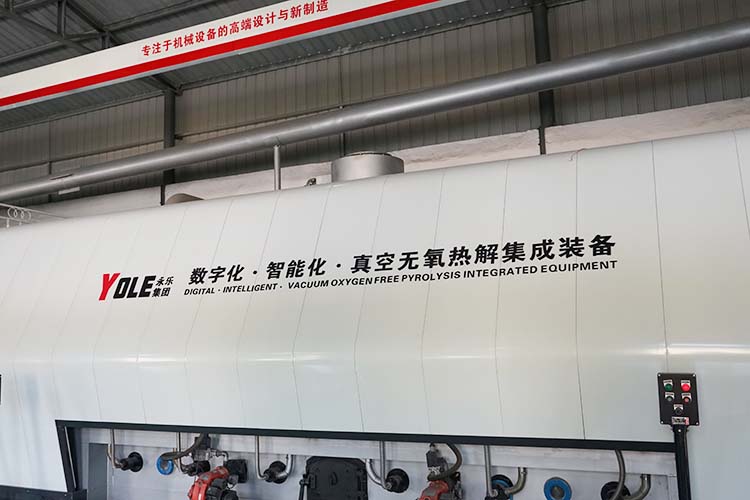 专注于机械设备的高端设计与新制造
YOLE 永乐集团
数字化·智能化·真空无氧热解集成装备
DIGITAL · INTELLIGENT · VACUUM OXYGEN FREE PYROLYSIS INTEGRATED EQUIPMENT